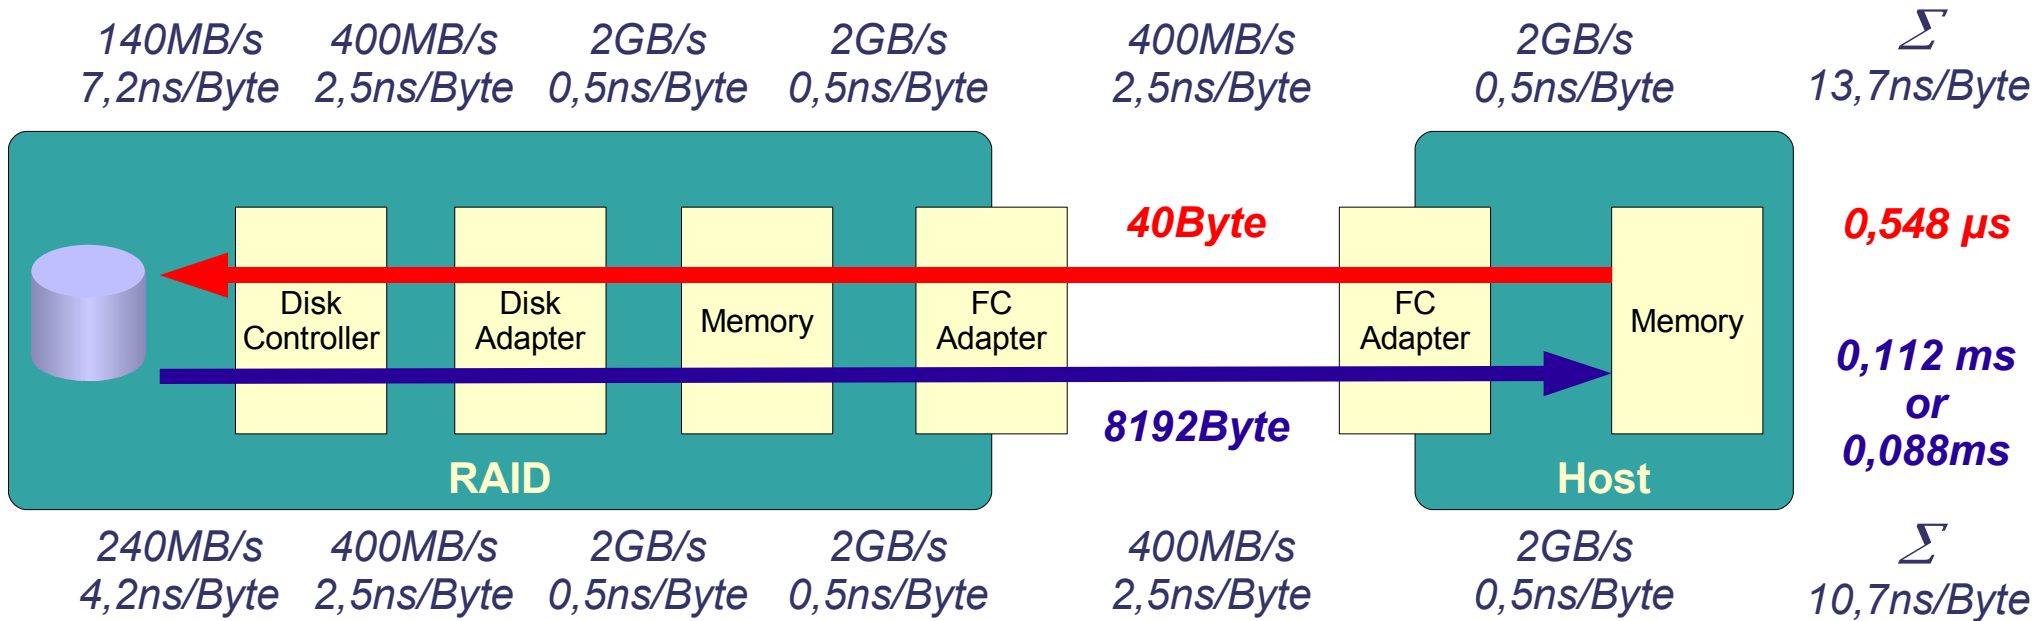 140MB/s 400MB/s 2GB/s 2GB/s 400MB/s 2GB/s Σ
7,2ns/Byte 2,5ns/Byte 0,5ns/Byte 0,5ns/Byte 2,5ns/Byte 0,5ns/Byte 13,7ns/Byte
40Byte 0,548 µs
Disk Controller
Disk Adapter
Memory
FC Adapter
FC Adapter
Memory
0,112 ms
or
0,088ms
8192Byte
RAID Host
240MB/s 400MB/s 2GB/s 2GB/s 400MB/s 2GB/s Σ
4,2ns/Byte 2,5ns/Byte 0,5ns/Byte 0,5ns/Byte 2,5ns/Byte 0,5ns/Byte 10,7ns/Byte